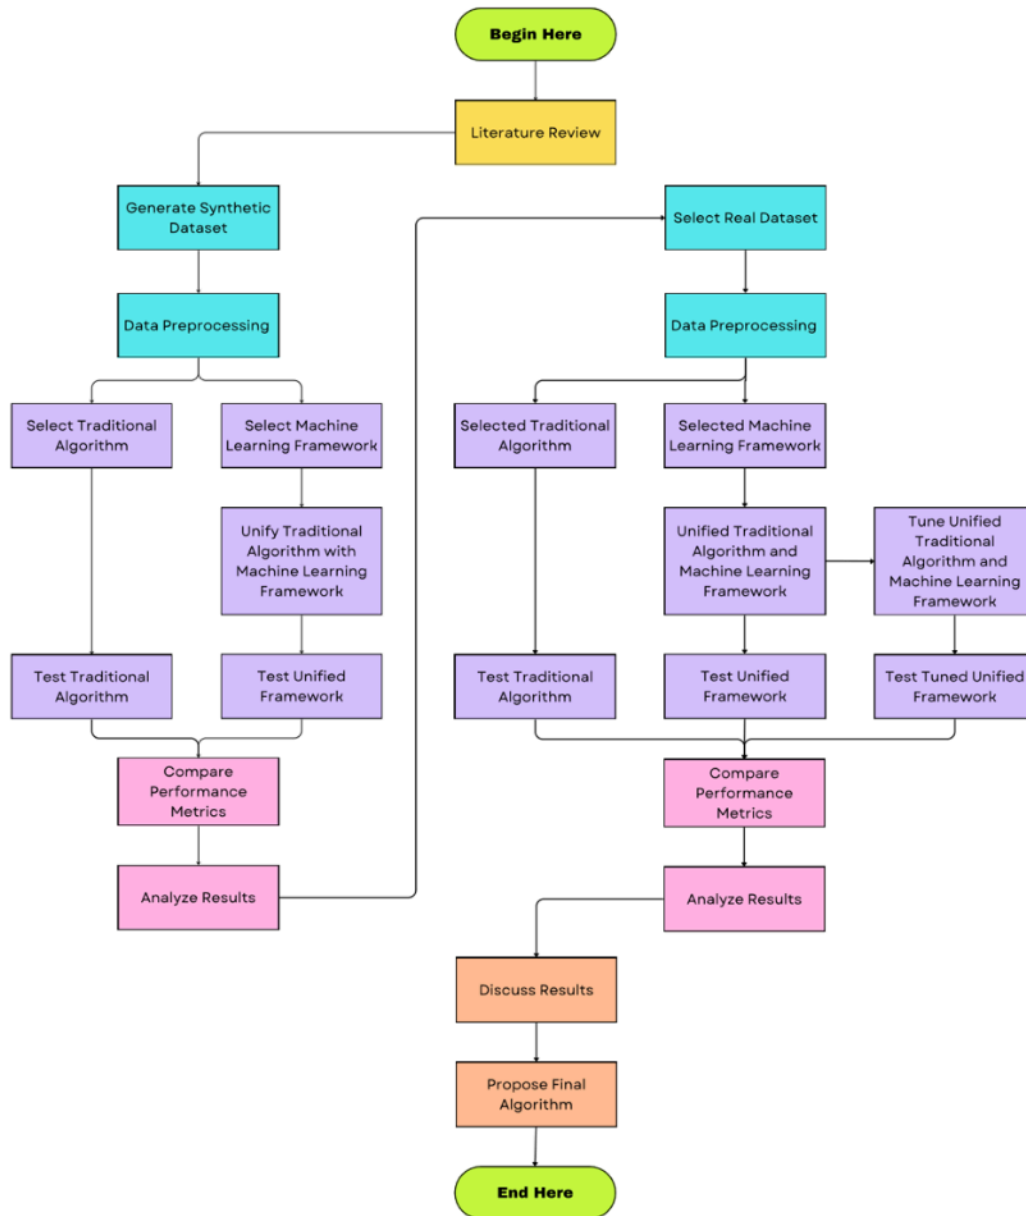 Begin Here
Literature Review
Generate Synthetic
Dataset
Data Preprocessing
Select Traditional
Algorithm
Select Machine
Learning Framework
Unify Traditional
Algorithm with
Machine Learning
Framework
Test Traditional
Algorithm
Test Unified
Framework
Compare
Performance
Metrics
Analyze Results
Select Real Dataset
Data Preprocessing
Selected Traditional
Algorithm
Selected Machine
Learning Framework
Unified Traditional
Algorithm and
Machine Learning
Framework
Tune Unified
Traditional
Algorithm and
Machine Learning
Framework
Test Traditional
Algorithm
Test Unified
Framework
Test Tuned Unified
Framework
Compare
Performance
Metrics
Analyze Results
Discuss Results
Propose Final
Algorithm
End Here